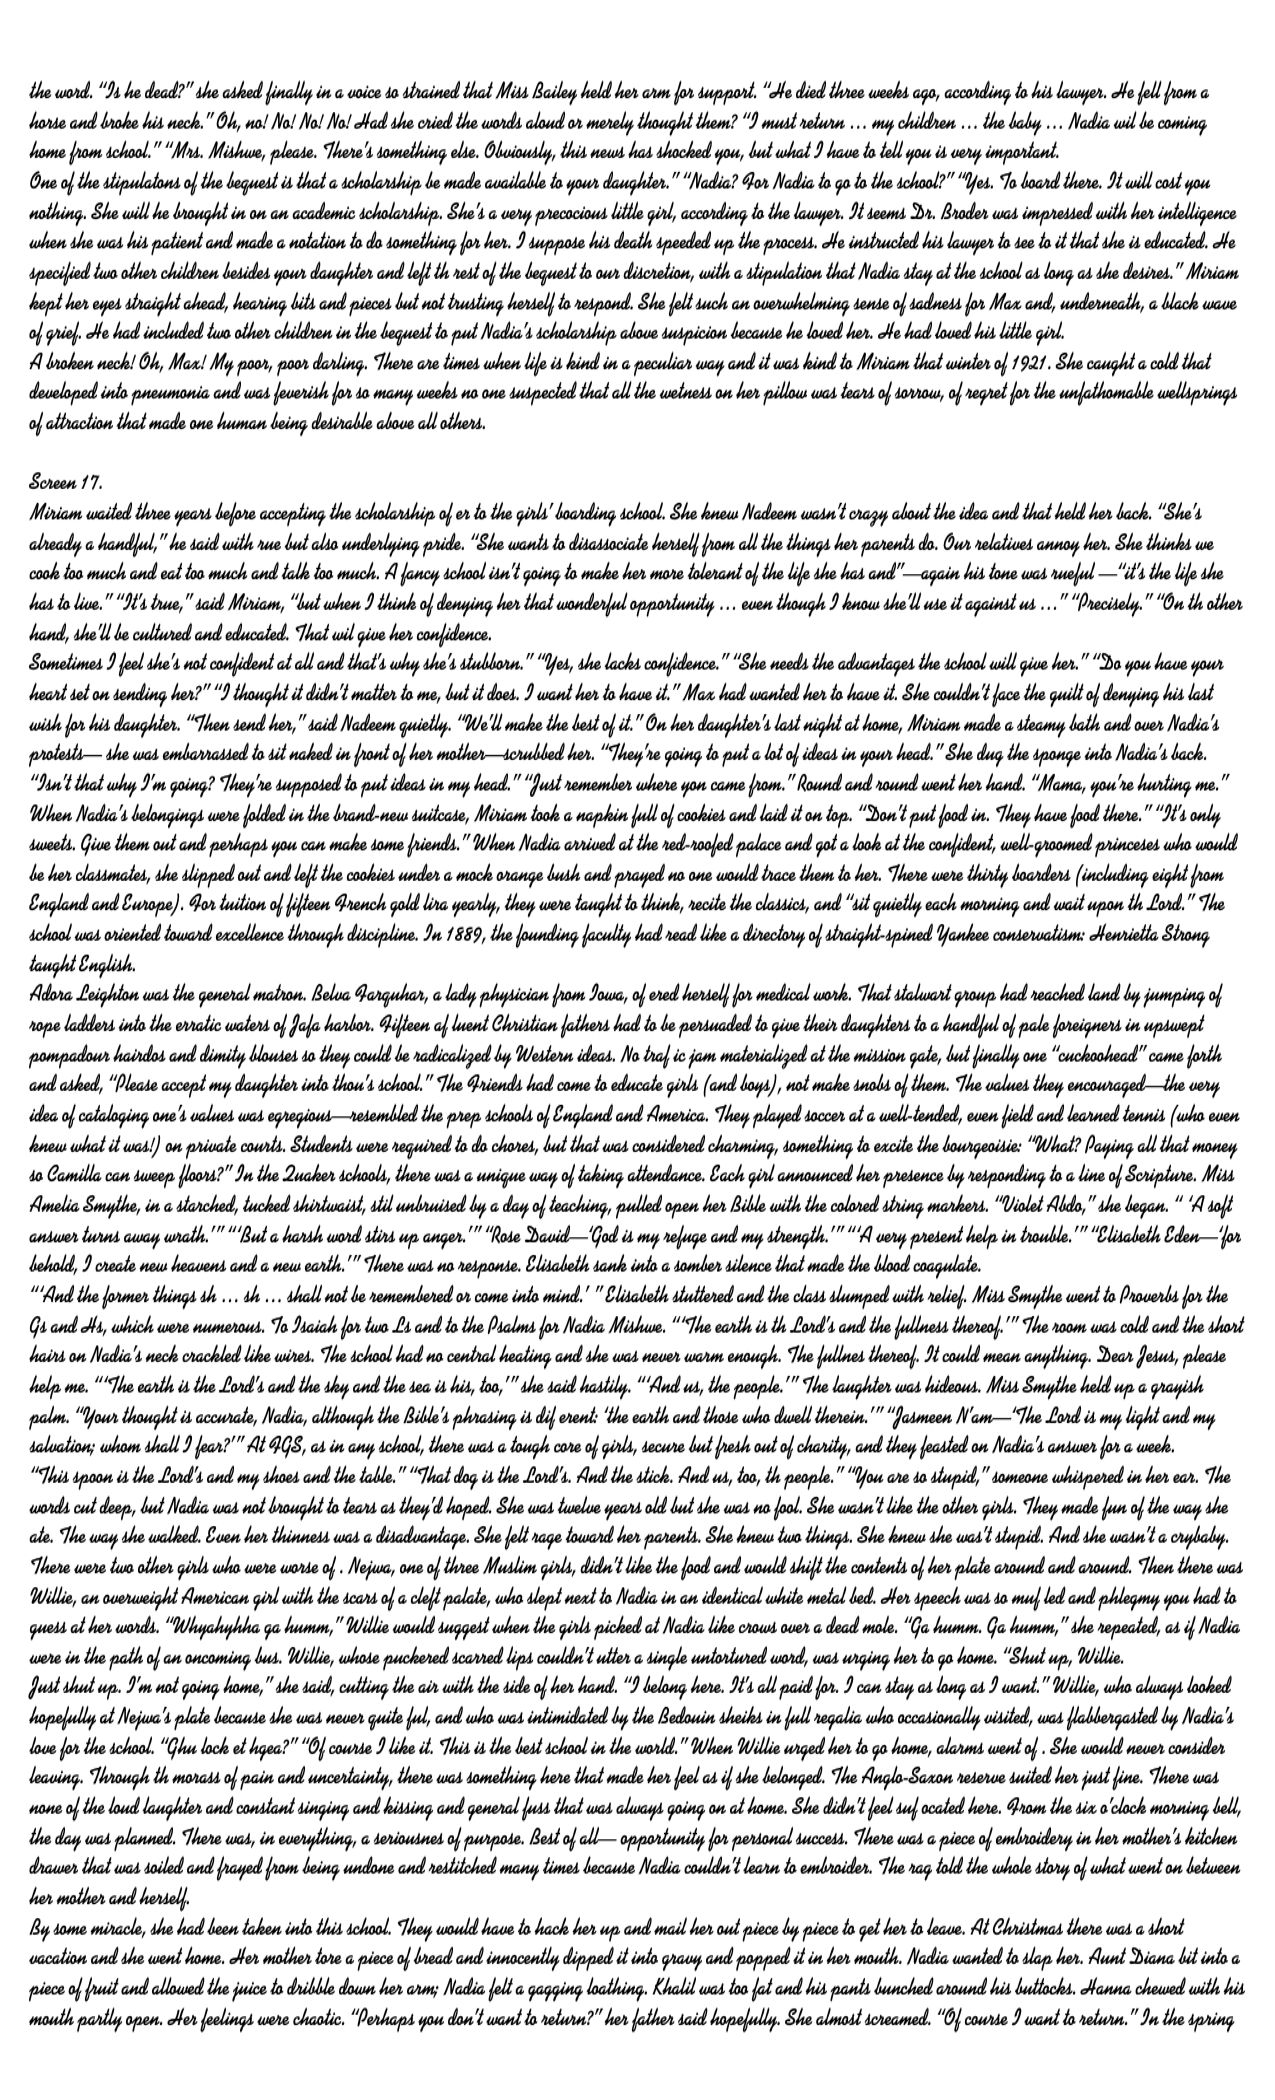 the word. “Is he dead?” she asked finally in a voice so strained that Miss Bailey held her arm for support. “He died three weeks ago, according to his lawyer. He fell from a
horse and broke his neck.” Oh, no! No! No! No! Had she cried the words aloud or merely thought them? “I must return ... my children ... the baby ... Nadia wil be coming
home from school.” “Mrs. Mishwe, please. There’s something else. Obviously, this news has shocked you, but what I have to tell you is very important.
One of the stipulatons of the bequest is that a scholarship be made available to your daughter.” “Nadia? For Nadia to go to the school?” “Yes. To board there. It will cost you
nothing. She will he brought in on an academic scholarship. She’s a very precocious little girl, according to the lawyer. It seems Dr. Broder was impressed with her intelligence
when she was his patient and made a notation to do something for her. I suppose his death speeded up the process. He instructed his lawyer to see to it that she is educated. He
specified two other children besides your daughter and left th rest of the bequest to our discretion, with a stipulation that Nadia stay at the school as long as she desires.” Miriam
kept her eyes straight ahead, hearing bits and pieces but not trusting herself to respond. She felt such an overwhelming sense of sadness for Max and, underneath, a black wave
of grief. He had included two other children in the bequest to put Nadia’s scholarship above suspicion because he loved her. He had loved his little girl.
A broken neck! Oh, Max! My poor, poor darling. There are times when life is kind in a peculiar way and it was kind to Miriam that winter of 1921. She caught a cold that
developed into pneumonia and was feverish for so many weeks no one suspected that all the wetness on her pillow was tears of sorrow, of regret for the unfathomable wellsprings
of attraction that made one human being desirable above all others.
Screen 17.
Miriam waited three years before accepting the scholarship of er to the girls’ boarding school. She knew Nadeem wasn’t crazy about the idea and that held her back. “She’s
already a handful,” he said with rue but also underlying pride. “She wants to disassociate herself from all the things her parents do. Our relatives annoy her. She thinks we
cook too much and eat too much and talk too much. A fancy school isn’t going to make her more tolerant of the life she has and”—again his tone was rueful —“it’s the life she
has to live.” “It’s true,” said Miriam, “but when I think of denying her that wonderful opportunity ... even though I know she’ll use it against us ...” “Precisely.” “On th other
hand, she’ll be cultured and educated. That wil give her confidence.
Sometimes I feel she’s not confident at all and that’s why she’s stubborn.” “Yes, she lacks confidence.” “She needs the advantages the school will give her.” “Do you have your
heart set on sending her?” “I thought it didn’t matter to me, but it does. I want her to have it.” Max had wanted her to have it. She couldn’t face the guilt of denying his last
wish for his daughter. “Then send her,” said Nadeem quietly. “We’ll make the best of it.” On her daughter’s last night at home, Miriam made a steamy bath and over Nadia’s
protests— she was embarrassed to sit naked in front of her mother—scrubbed her. “They’re going to put a lot of ideas in your head.” She dug the sponge into Nadia’s back.
“Isn’t that why I’m going? They’re supposed to put ideas in my head.” “Just remember where yon came from.” Round and round went her hand. “Mama, you’re hurting me.”
When Nadia’s belongings were folded in the brand-new suitcase, Miriam took a napkin full of cookies and laid it on top. “Don’t put food in. They have food there.” “It’s only
sweets. Give them out and perhaps you can make some friends.” When Nadia arrived at the red-roofed palace and got a look at the confident, well-groomed princeses who would
be her classmates, she slipped out and left the cookies under a mock orange bush and prayed no one would trace them to her. There were thirty boarders (including eight from
England and Europe). For tuition of fifteen French gold lira yearly, they were taught to think, recite the classics, and “sit quietly each morning and wait upon th Lord.” The
school was oriented toward excellence through discipline. In 1889, the founding faculty had read like a directory of straight-spined Yankee conservatism: Henrietta Strong
taught English.
Adora Leighton was the general matron. Belva Farquhar, a lady physician from Iowa, of ered herself for medical work. That stalwart group had reached land by jumping of
rope ladders into the erratic waters of Jafa harbor. Fifteen af luent Christian fathers had to be persuaded to give their daughters to a handful of pale foreigners in upswept
pompadour hairdos and dimity blouses so they could be radicalized by Western ideas. No traf ic jam materialized at the mission gate, but finally one “cuckoohead” came forth
and asked, “Please accept my daughter into thou’s school.” The Friends had come to educate girls (and boys), not make snobs of them. The values they encouraged—the very
idea of cataloging one’s values was egregious—resembled the prep schools of England and America. They played soccer at a well-tended, even field and learned tennis (who even
knew what it was!) on private courts. Students were required to do chores, but that was considered charming, something to excite the bourgeoisie: “What? Paying all that money
so Camilla can sweep floors?” In the Quaker schools, there was a unique way of taking attendance. Each girl announced her presence by responding to a line of Scripture. Miss
Amelia Smythe, in a starched, tucked shirtwaist, stil unbruised by a day of teaching, pulled open her Bible with the colored string markers. “Violet Abdo,” she began. “ ‘A soft
answer turns away wrath.’” “‘But a harsh word stirs up anger.’” “Rose David—‘God is my refuge and my strength.’” “‘A very present help in trouble.’” “Elisabeth Eden—‘for
behold, I create new heavens and a new earth.’” There was no response. Elisabeth sank into a somber silence that made the blood coagulate.
“‘And the former things sh ... sh ... shall not be remembered or come into mind.’ ” Elisabeth stuttered and the class slumped with relief. Miss Smythe went to Proverbs for the
Gs and Hs, which were numerous. To Isaiah for two Ls and to the Psalms for Nadia Mishwe. “‘The earth is th Lord’s and the fullness thereof.’” The room was cold and the short
hairs on Nadia’s neck crackled like wires. The school had no central heating and she was never warm enough. The fullnes thereof. It could mean anything. Dear Jesus, please
help me. “‘The earth is the Lord’s and the sky and the sea is his, too,’” she said hastily. “‘And us, the people.’” The laughter was hideous. Miss Smythe held up a grayish
palm. “Your thought is accurate, Nadia, although the Bible’s phrasing is dif erent: ‘the earth and those who dwell therein.’” “Jasmeen N’am—‘The Lord is my light and my
salvation; whom shall I fear?’” At FGS, as in any school, there was a tough core of girls, secure but fresh out of charity, and they feasted on Nadia’s answer for a week.
“This spoon is the Lord’s and my shoes and the table.” “That dog is the Lord’s. And the stick. And us, too, th people.” “You are so stupid,” someone whispered in her ear. The
words cut deep, but Nadia was not brought to tears as they’d hoped. She was twelve years old but she was no fool. She wasn’t like the other girls. They made fun of the way she
ate. The way she walked. Even her thinness was a disadvantage. She felt rage toward her parents. She knew two things. She knew she was’t stupid. And she wasn’t a crybaby.
There were two other girls who were worse of . Nejwa, one of three Muslim girls, didn’t like the food and would shift the contents of her plate around and around. Then there was
Willie, an overweight American girl with the scars of a cleft palate, who slept next to Nadia in an identical white metal bed. Her speech was so muf led and phlegmy you had to
guess at her words. “Whyahyhha ga humm,” Willie would suggest when the girls picked at Nadia like crows over a dead mole. “Ga humm. Ga humm,” she repeated, as if Nadia
were in the path of an oncoming bus. Willie, whose puckered scarred lips couldn’t utter a single untortured word, was urging her to go home. “Shut up, Willie.
Just shut up. I’m not going home,” she said, cutting the air with the side of her hand. “I belong here. It’s all paid for. I can stay as long as I want.” Willie, who always looked
hopefully at Nejwa’s plate because she was never quite ful, and who was intimidated by the Bedouin sheiks in full regalia who occasionally visited, was flabbergasted by Nadia’s
love for the school. “Ghu lock et hgea?” “Of course I like it. This is the best school in the world.” When Willie urged her to go home, alarms went of . She would never consider
leaving. Through th morass of pain and uncertainty, there was something here that made her feel as if she belonged. The Anglo-Saxon reserve suited her just fine. There was
none of the loud laughter and constant singing and kissing and general fuss that was always going on at home. She didn’t feel suf ocated here. From the six o’clock morning bell,
the day was planned. There was, in everything, a seriousnes of purpose. Best of all— opportunity for personal success. There was a piece of embroidery in her mother’s kitchen
drawer that was soiled and frayed from being undone and restitched many times because Nadia couldn’t learn to embroider. The rag told the whole story of what went on between
her mother and herself.
By some miracle, she had been taken into this school. They would have to hack her up and mail her out piece by piece to get her to leave. At Christmas there was a short
vacation and she went home. Her mother tore a piece of bread and innocently dipped it into gravy and popped it in her mouth. Nadia wanted to slap her. Aunt Diana bit into a
piece of fruit and allowed the juice to dribble down her arm; Nadia felt a gagging loathing. Khalil was too fat and his pants bunched around his buttocks. Hanna chewed with his
mouth partly open. Her feelings were chaotic. “Perhaps you don’t want to return?” her father said hopefully. She almost screamed. “Of course I want to return.” In the spring